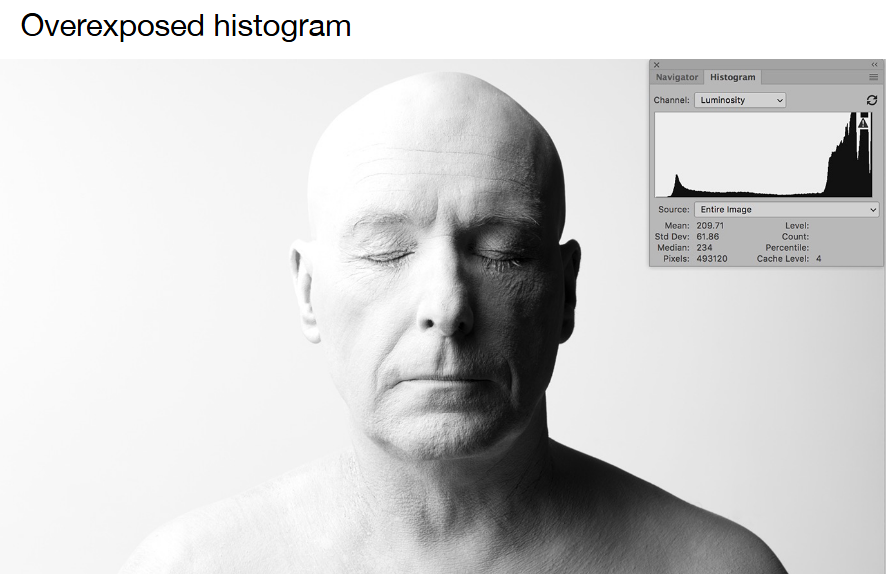 Overexposed histogram
Navigator Histogram
Channel: Luminosity
Source: Entire Image
Mean: 209.71 Level:
Std Dev: 61.86 Count:
Median: 234 Percentile:
Pixels: 493120 Cache Level: 4